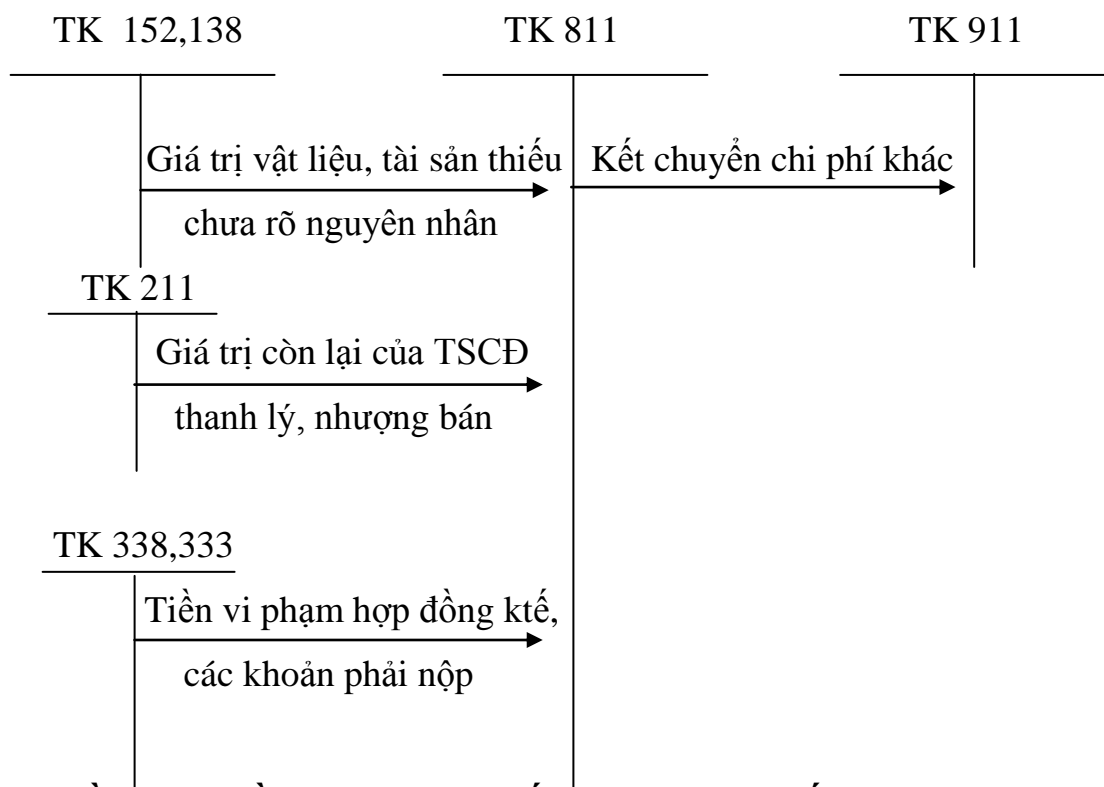 TK 152,138 TK 811 TK 911
Giá trị vật liệu, tài sản thiếu Kết chuyển chi phí khác
chưa rõ nguyên nhân
TK 211
Giá trị còn lại của TSCĐ
thanh lý, nhượng bán
TK 338,333
Tiền vi phạm hợp đồng ktế,
các khoản phải nộp